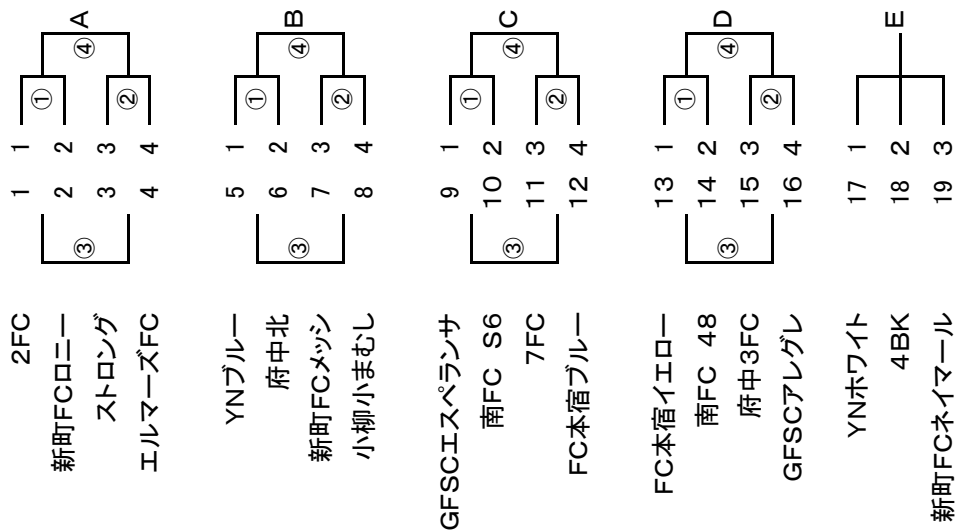 A
④
① ②
1 2 3 4
1 2 3 4
③
2FC
新町FCロニー
ストロング
エルマーズFC
B
④
① ②
1 2 3 4
5 6 7 8
③
YNブルー
府中北
新町FCメッシ
小柳小まむし
C
④
① ②
1 2 3 4
9 10 11 12
③
GFSCエスペランサ
南FC S6
7FC
FC本宿ブルー
D
④
① ②
1 2 3 4
13 14 15 16
③
FC本宿イエロー
南FC 48
府中3FC
GFSCアレグレ
E
1 2 3
17 18 19
YNホワイト
4BK
新町FCネイマール